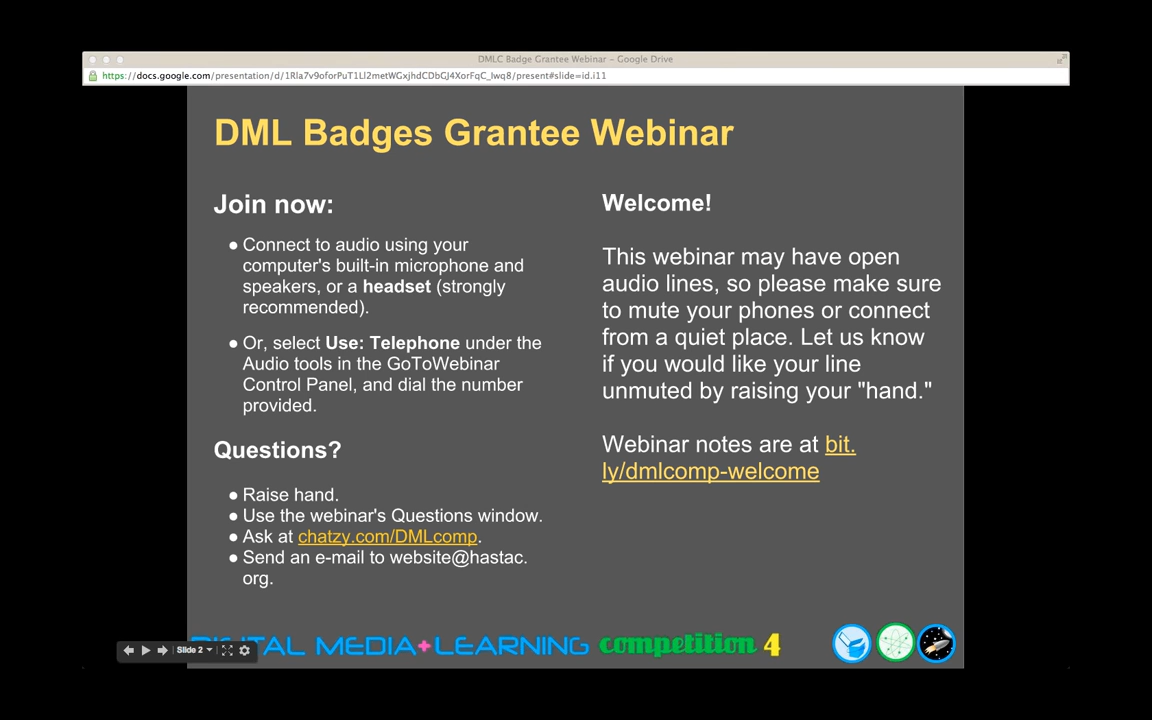 DMLC Badge Grantee Webinar – Google Drive
https://docs.google.com/presentation/d/1Rla7v9oforPuT1LI2metWGxjhdCDbGJ4XorFqC_lwq8/present#slide=id.i11
DML Badges Grantee Webinar
Join now:
● Connect to audio using your
computer's built-in microphone and
speakers, or a headset (strongly
recommended).
● Or, select Use: Telephone under the
Audio tools in the GoToWebinar
Control Panel, and dial the number
provided.
Questions?
● Raise hand.
● Use the webinar's Questions window.
● Ask at chatzy.com/DMLcomp.
● Send an e-mail to website@hastac.
org.
Welcome!
This webinar may have open
audio lines, so please make sure
to mute your phones or connect
from a quiet place. Let us know
if you would like your line
unmuted by raising your "hand."
Webinar notes are at bit.
ly/dmlcomp-welcome
Slide 2
DIGITAL MEDIA+LEARNING competition 4